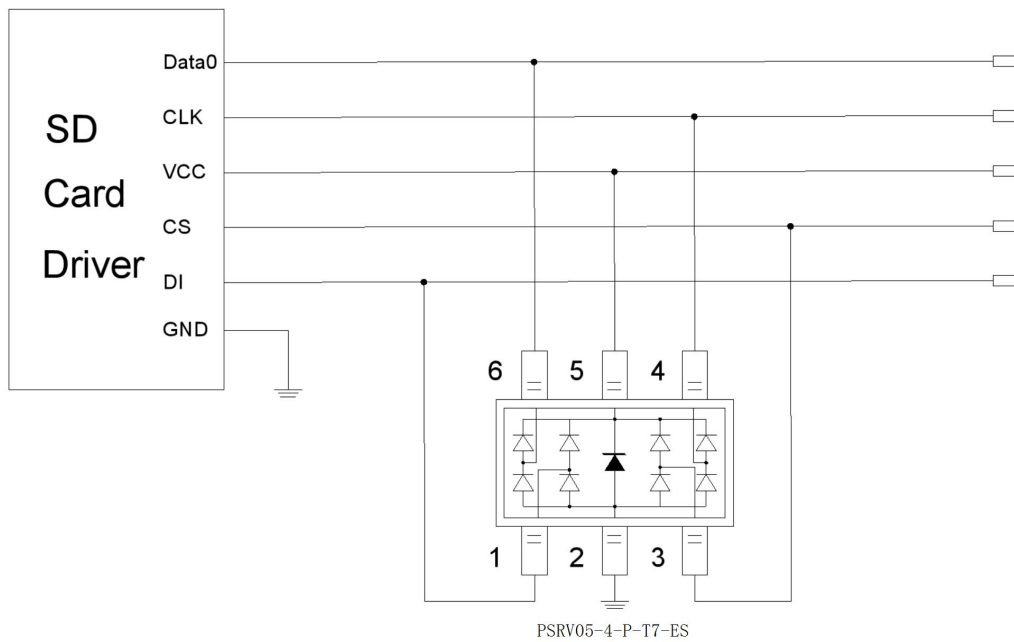 Data0
CLK
VCC
CS
DI
GND
SD
Card
Driver
6 5 4
1 2 3
PSRV05-4-P-T7-ES